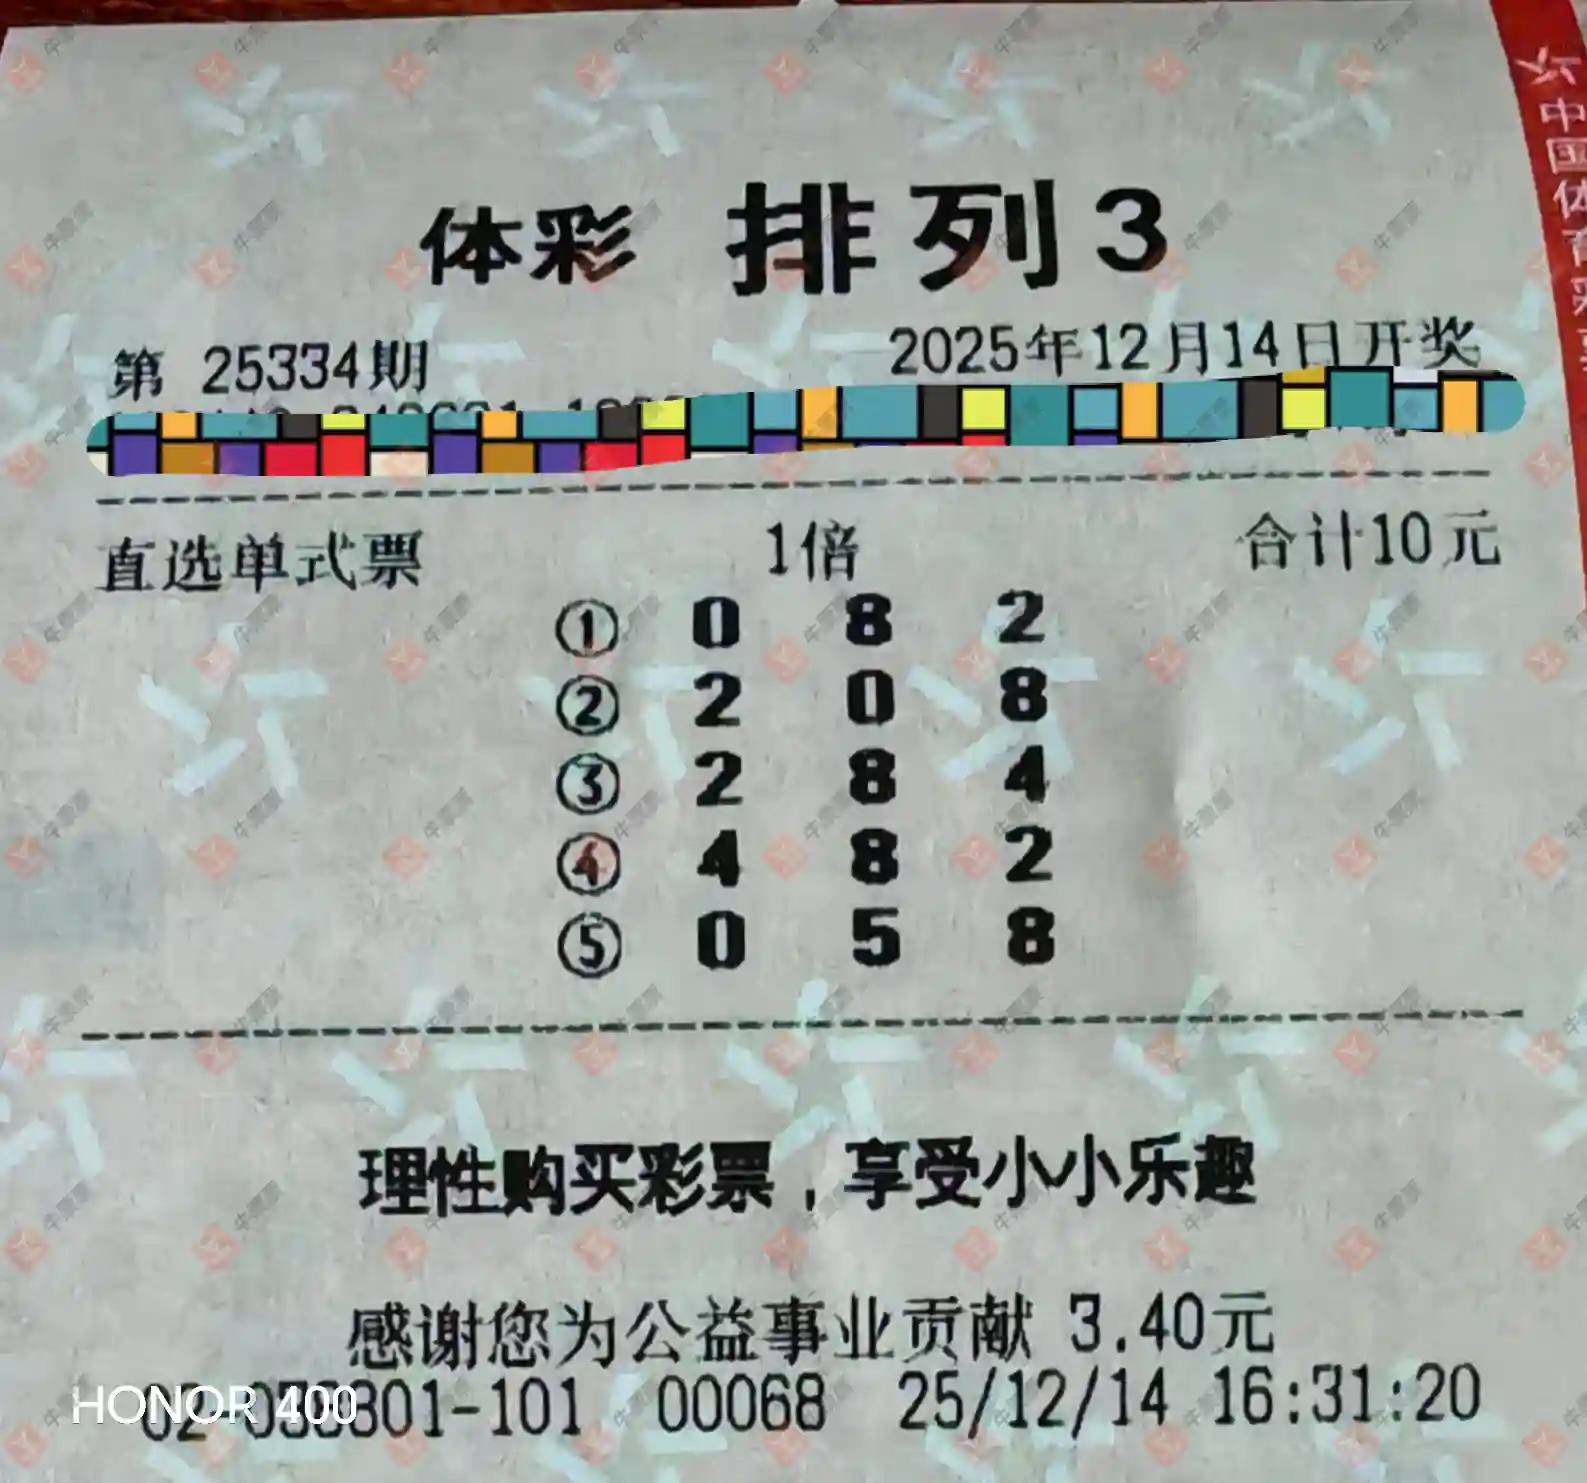 体彩 排列3
第 25334期 2025年12月14日开奖
直选单式票 1倍 合计10元
① 0 8 2
② 2 0 8
③ 2 8 4
④ 4 8 2
⑤ 0 5 8
理性购买彩票，享受小小乐趣
感谢您为公益事业贡献 3.40元
301-101 00068 25/12/14 16:31:20
HONOR 400
中国体育彩
牛票票